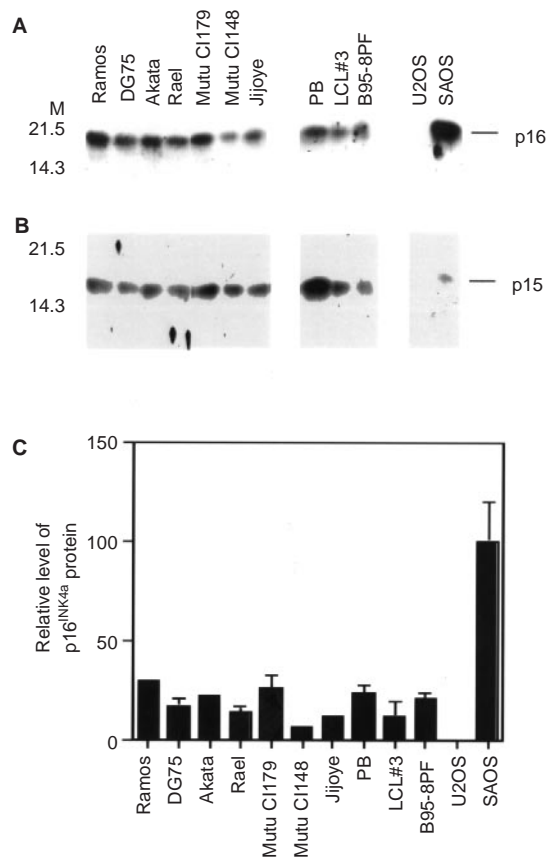 A
Ramos
DG75
Akata
Rael
Mutu Cl179
Mutu Cl148
Jijoye
PB
LCL#3
B95-8PF
U2OS
SAOS
M
21.5
14.3
p16
B
21.5
14.3
p15
C
150
100
50
0
Relative level of
p16INK4a protein
Ramos
DG75
Akata
Rael
Mutu Cl179
Mutu Cl148
Jijoye
PB
LCL#3
B95-8PF
U2OS
SAOS